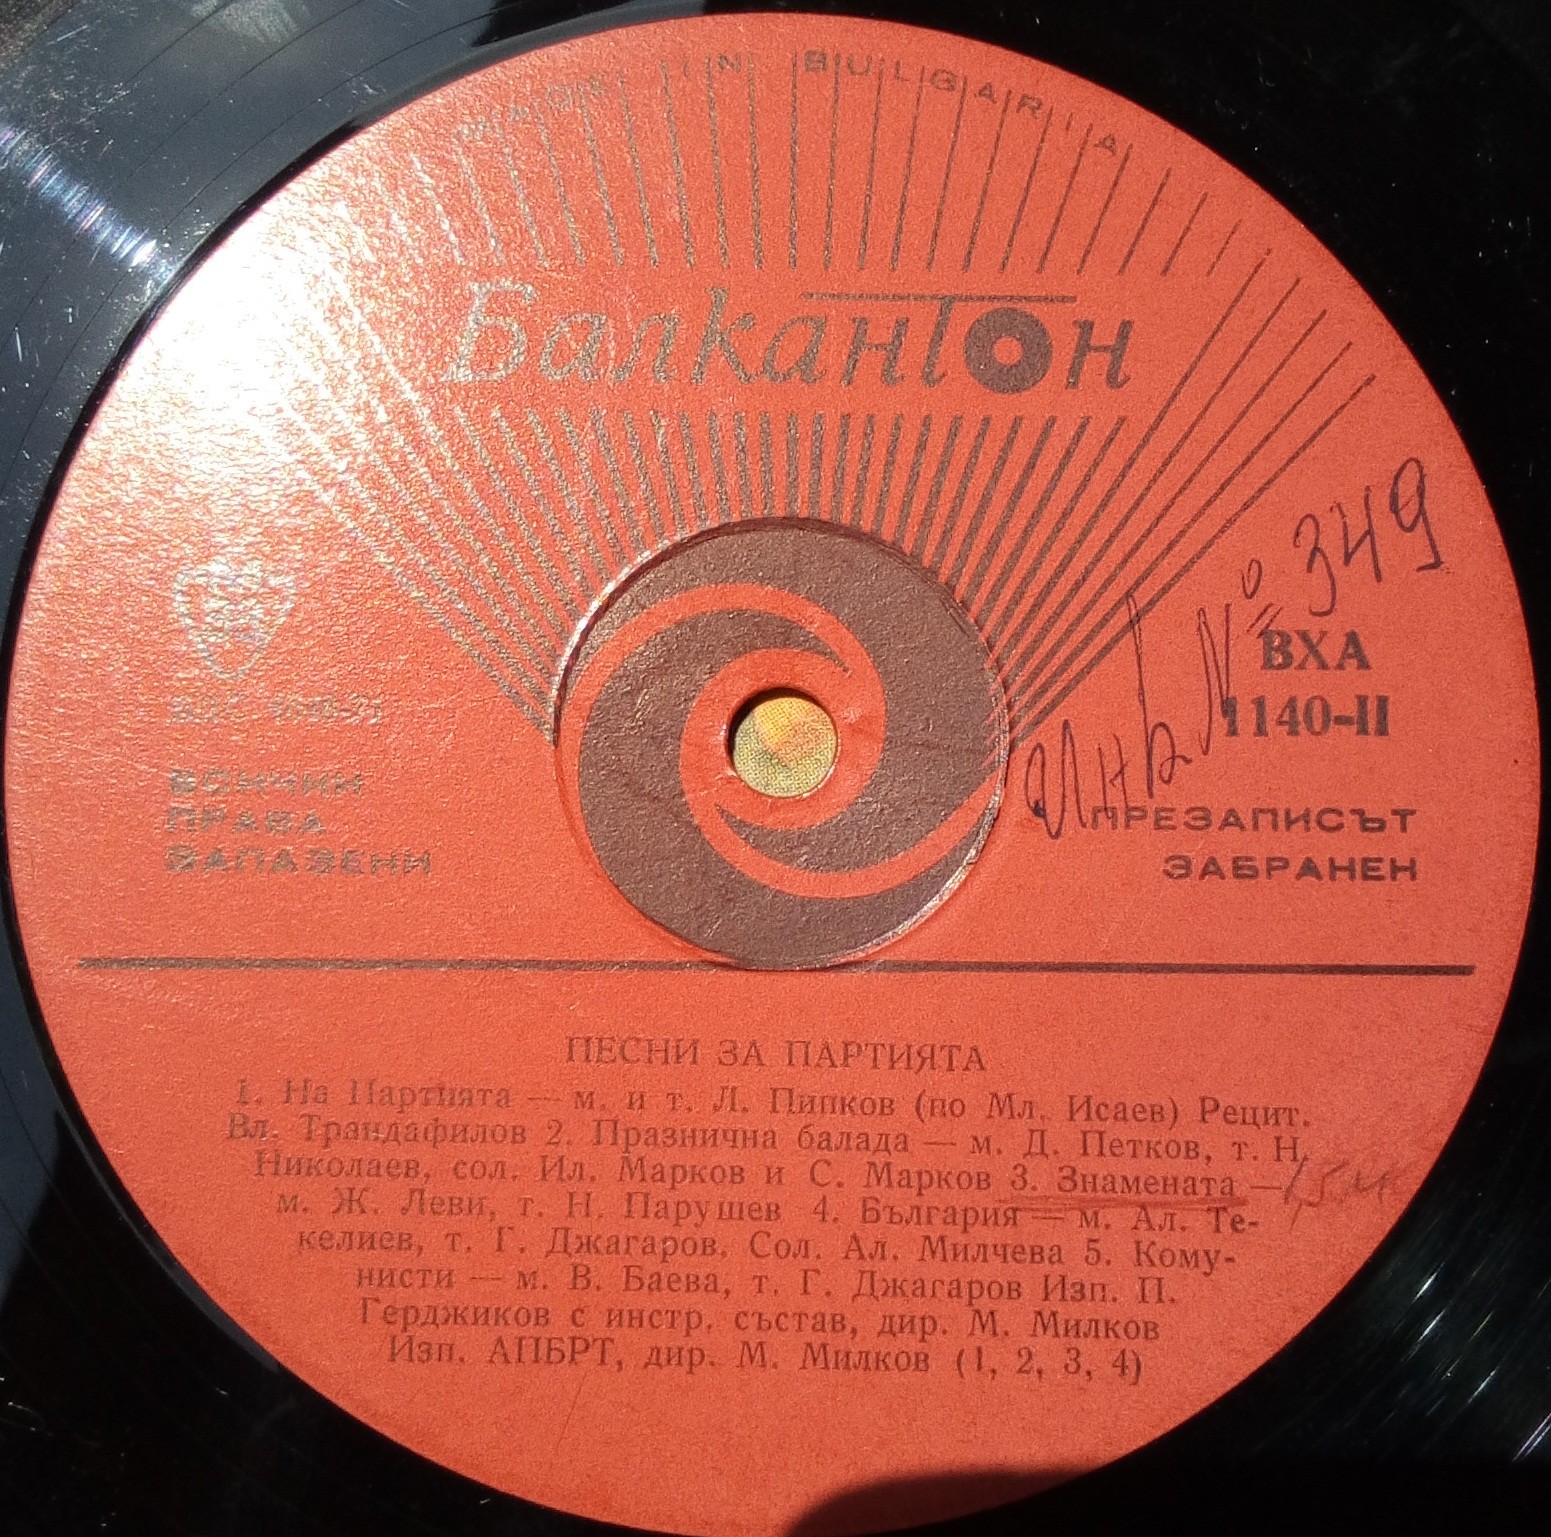 MADE IN BULGARIA
Балкантон
Инв. № 349
ВХА
1140-II
ВСИЧКИ
ПРАВА
ЗАПАЗЕНИ
ПРЕЗАПИСЪТ
ЗАБРАНЕН
ПЕСНИ ЗА ПАРТИЯТА
1. На Партията — м. и т. Л. Пипков (по Мл. Исаев) Рецит.
Вл. Трандафилов 2. Празнична балада — м. Д. Петков, т. Н.
Николаев, сол. Ил. Марков и С. Марков 3. Знамената —
м. Ж. Леви, т. Н. Парушев 4. България — м. Ал. Те-
келиев, т. Г. Джагаров. Сол. Ал. Милчева 5. Кому-
нисти — м. В. Баева, т. Г. Джагаров Изп. П.
Герджиков с инстр. състав, дир. М. Милков
Изп. АПБРТ, дир. М. Милков (1, 2, 3, 4)